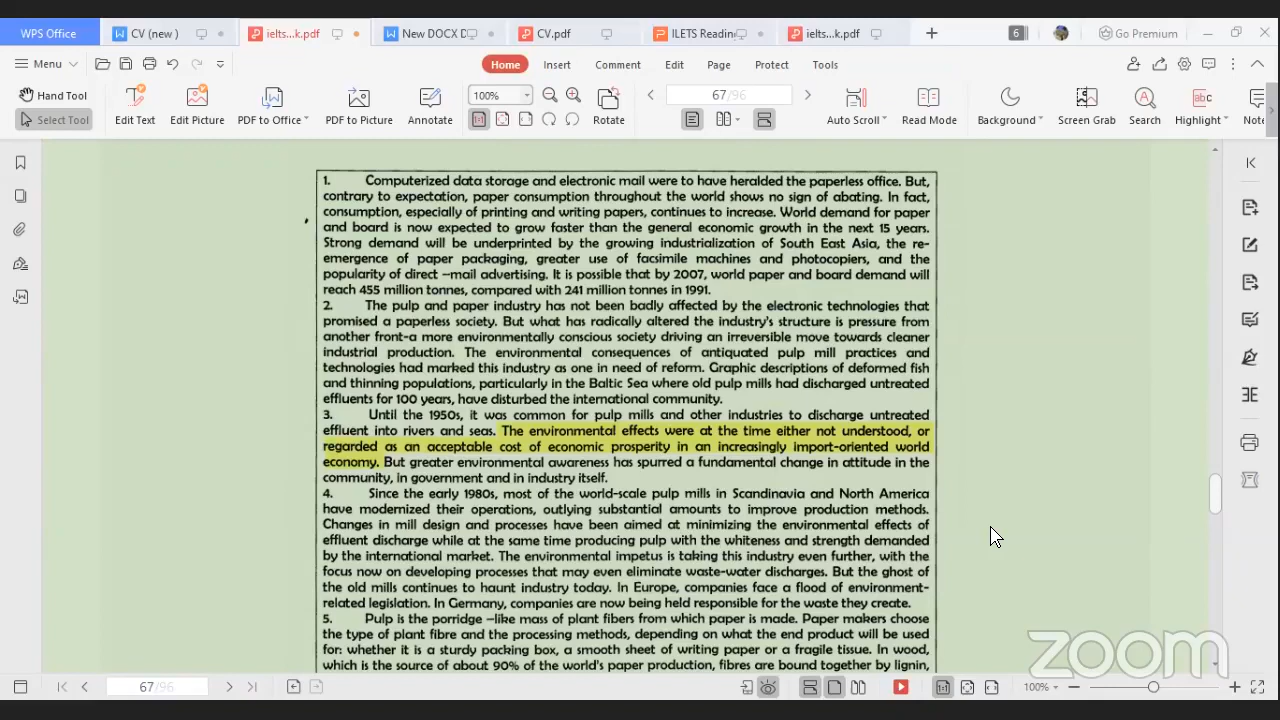 WPS Office
CV (new )
ielts...k.pdf
New DOCX D
CV.pdf
ILETS Reading
ielts...k.pdf
6
Go Premium
Menu
Home
Insert
Comment
Edit
Page
Protect
Tools
Hand Tool
Select Tool
Edit Text
Edit Picture
PDF to Office
PDF to Picture
Annotate
100%
Rotate
67/96
Auto Scroll
Read Mode
Background
Screen Grab
Search
Highlight
Note
1. Computerized data storage and electronic mail were to have heralded the paperless office. But,
contrary to expectation, paper consumption throughout the world shows no sign of abating. In fact,
consumption, especially of printing and writing papers, continues to increase. World demand for paper
and board is now expected to grow faster than the general economic growth in the next 15 years.
Strong demand will be underprinted by the growing industrialization of South East Asia, the re-
emergence of paper packaging, greater use of facsimile machines and photocopiers, and the
popularity of direct –mail advertising. It is possible that by 2007, world paper and board demand will
reach 455 million tonnes, compared with 241 million tonnes in 1991.
2. The pulp and paper industry has not been badly affected by the electronic technologies that
promised a paperless society. But what has radically altered the industry's structure is pressure from
another front-a more environmentally conscious society driving an irreversible move towards cleaner
industrial production. The environmental consequences of antiquated pulp mill practices and
technologies had marked this industry as one in need of reform. Graphic descriptions of deformed fish
and thinning populations, particularly in the Baltic Sea where old pulp mills had discharged untreated
effluents for 100 years, have disturbed the international community.
3. Until the 1950s, it was common for pulp mills and other industries to discharge untreated
effluent into rivers and seas. The environmental effects were at the time either not understood, or
regarded as an acceptable cost of economic prosperity in an increasingly import-oriented world
economy. But greater environmental awareness has spurred a fundamental change in attitude in the
community, in government and in industry itself.
4. Since the early 1980s, most of the world-scale pulp mills in Scandinavia and North America
have modernized their operations, outlying substantial amounts to improve production methods.
Changes in mill design and processes have been aimed at minimizing the environmental effects of
effluent discharge while at the same time producing pulp with the whiteness and strength demanded
by the international market. The environmental impetus is taking this industry even further, with the
focus now on developing processes that may even eliminate waste-water discharges. But the ghost of
the old mills continues to haunt industry today. In Europe, companies face a flood of environment-
related legislation. In Germany, companies are now being held responsible for the waste they create.
5. Pulp is the porridge –like mass of plant fibers from which paper is made. Paper makers choose
the type of plant fibre and the processing methods, depending on what the end product will be used
for: whether it is a sturdy packing box, a smooth sheet of writing paper or a fragile tissue. In wood,
which is the source of about 90% of the world's paper production, fibres are bound together by lignin,
zoom
67/96
100%